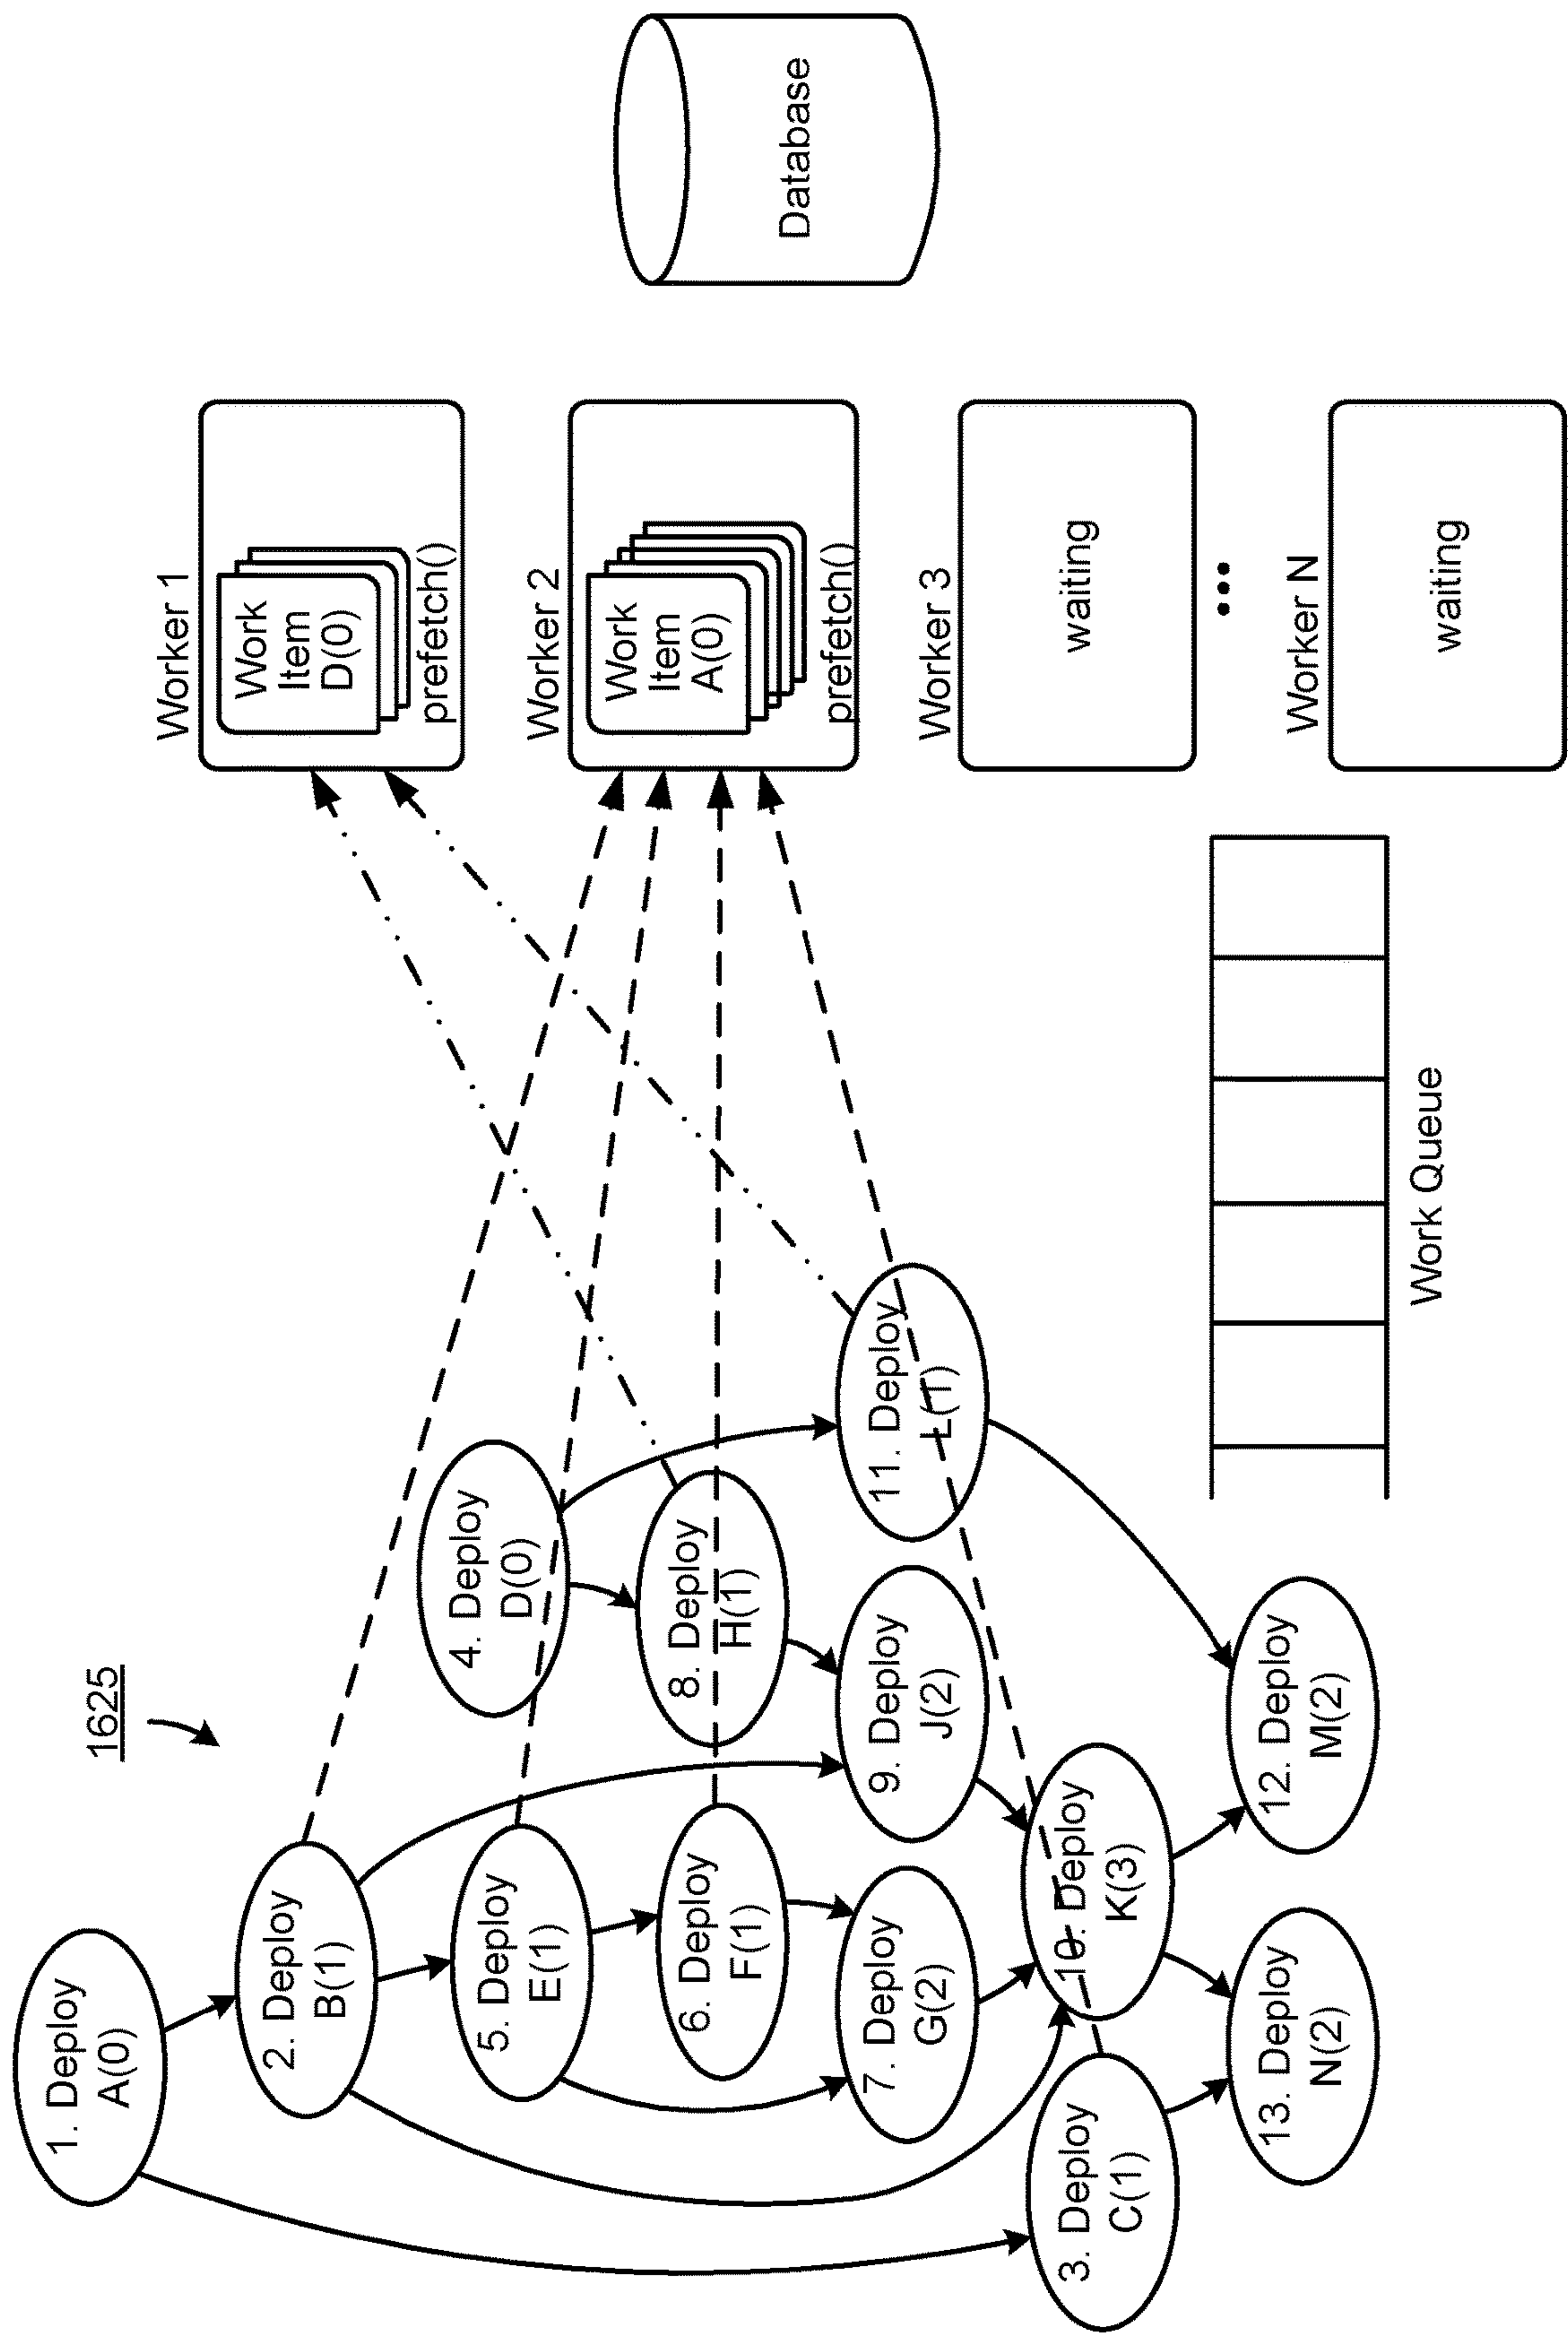 1625
1. Deploy
A(0)
2. Deploy
B(1)
5. Deploy
E(1)
6. Deploy
F(1)
7. Deploy
G(2)
3. Deploy
C(1)
13. Deploy
N(2)
4. Deploy
D(0)
8. Deploy
H(1)
9. Deploy
J(2)
10. Deploy
K(3)
11. Deploy
L(1)
12. Deploy
M(2)
Work Queue
Worker 1
Work
Item
D(0)
prefetch()
Worker 2
Work
Item
A(0)
prefetch()
Worker 3
waiting
•••
Worker N
waiting
Database